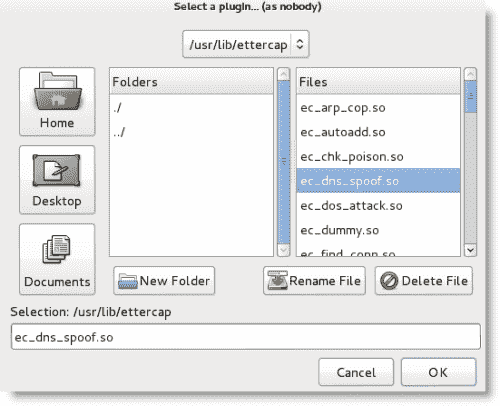 Select a plugin... (as nobody)
/usr/lib/ettercap
Home
Desktop
Documents
Folders
./
../
Files
ec_arp_cop.so
ec_autoadd.so
ec_chk_poison.so
ec_dns_spoof.so
ec_dos_attack.so
ec_dummy.so
ec_find_conn.so
New Folder
Rename File
Delete File
Selection: /usr/lib/ettercap
ec_dns_spoof.so
Cancel
OK